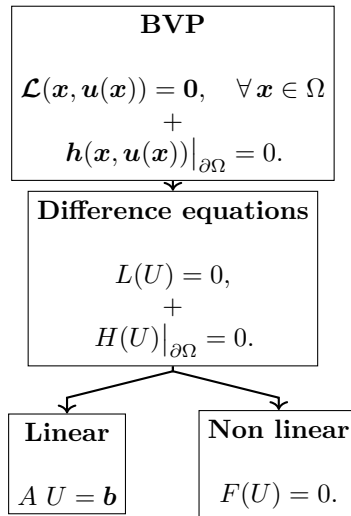 BVP
𝓛(𝒙, 𝒖(𝒙)) = 𝟎, ∀ 𝒙 ∈ Ω
+
𝒉(𝒙, 𝒖(𝒙))|∂Ω = 0.
Difference equations
L(U) = 0,
+
H(U)|∂Ω = 0.
Linear
A U = 𝒃
Non linear
F(U) = 0.